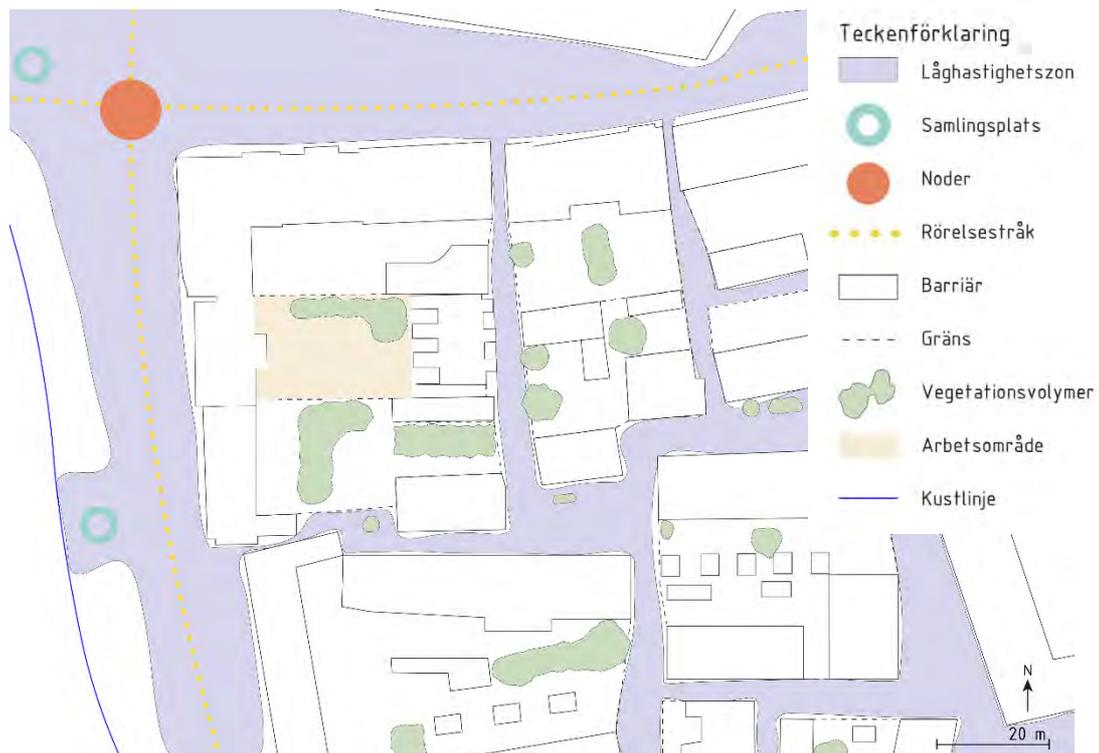 Teckenförklaring
Låghastighetszon
Samlingsplats
Noder
Rörelsestråk
Barriär
Gräns
Vegetationsvolymer
Arbetsområde
Kustlinje
N
20 m